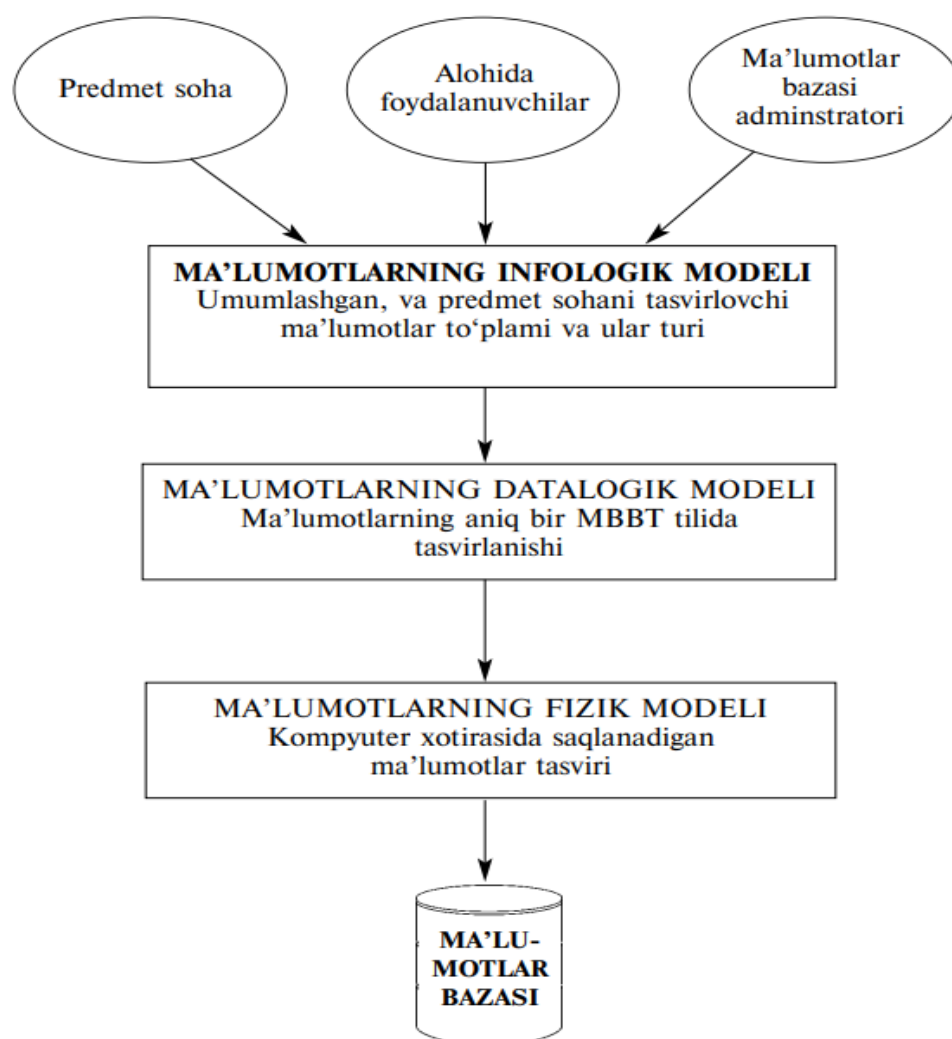 Predmet soha
Alohida
foydalanuvchilar
Ma’lumotlar
bazasi
adminstratori
MA’LUMOTLARNING INFOLOGIK MODELI
Umumlashgan, va predmet sohani tasvirlovchi
ma’lumotlar to‘plami va ular turi
MA’LUMOTLARNING DATALOGIK MODELI
Ma’lumotlarning aniq bir MBBT tilida
tasvirlanishi
MA’LUMOTLARNING FIZIK MODELI
Kompyuter xotirasida saqlanadigan
ma’lumotlar tasviri
MA’LU-
MOTLAR
BAZASI